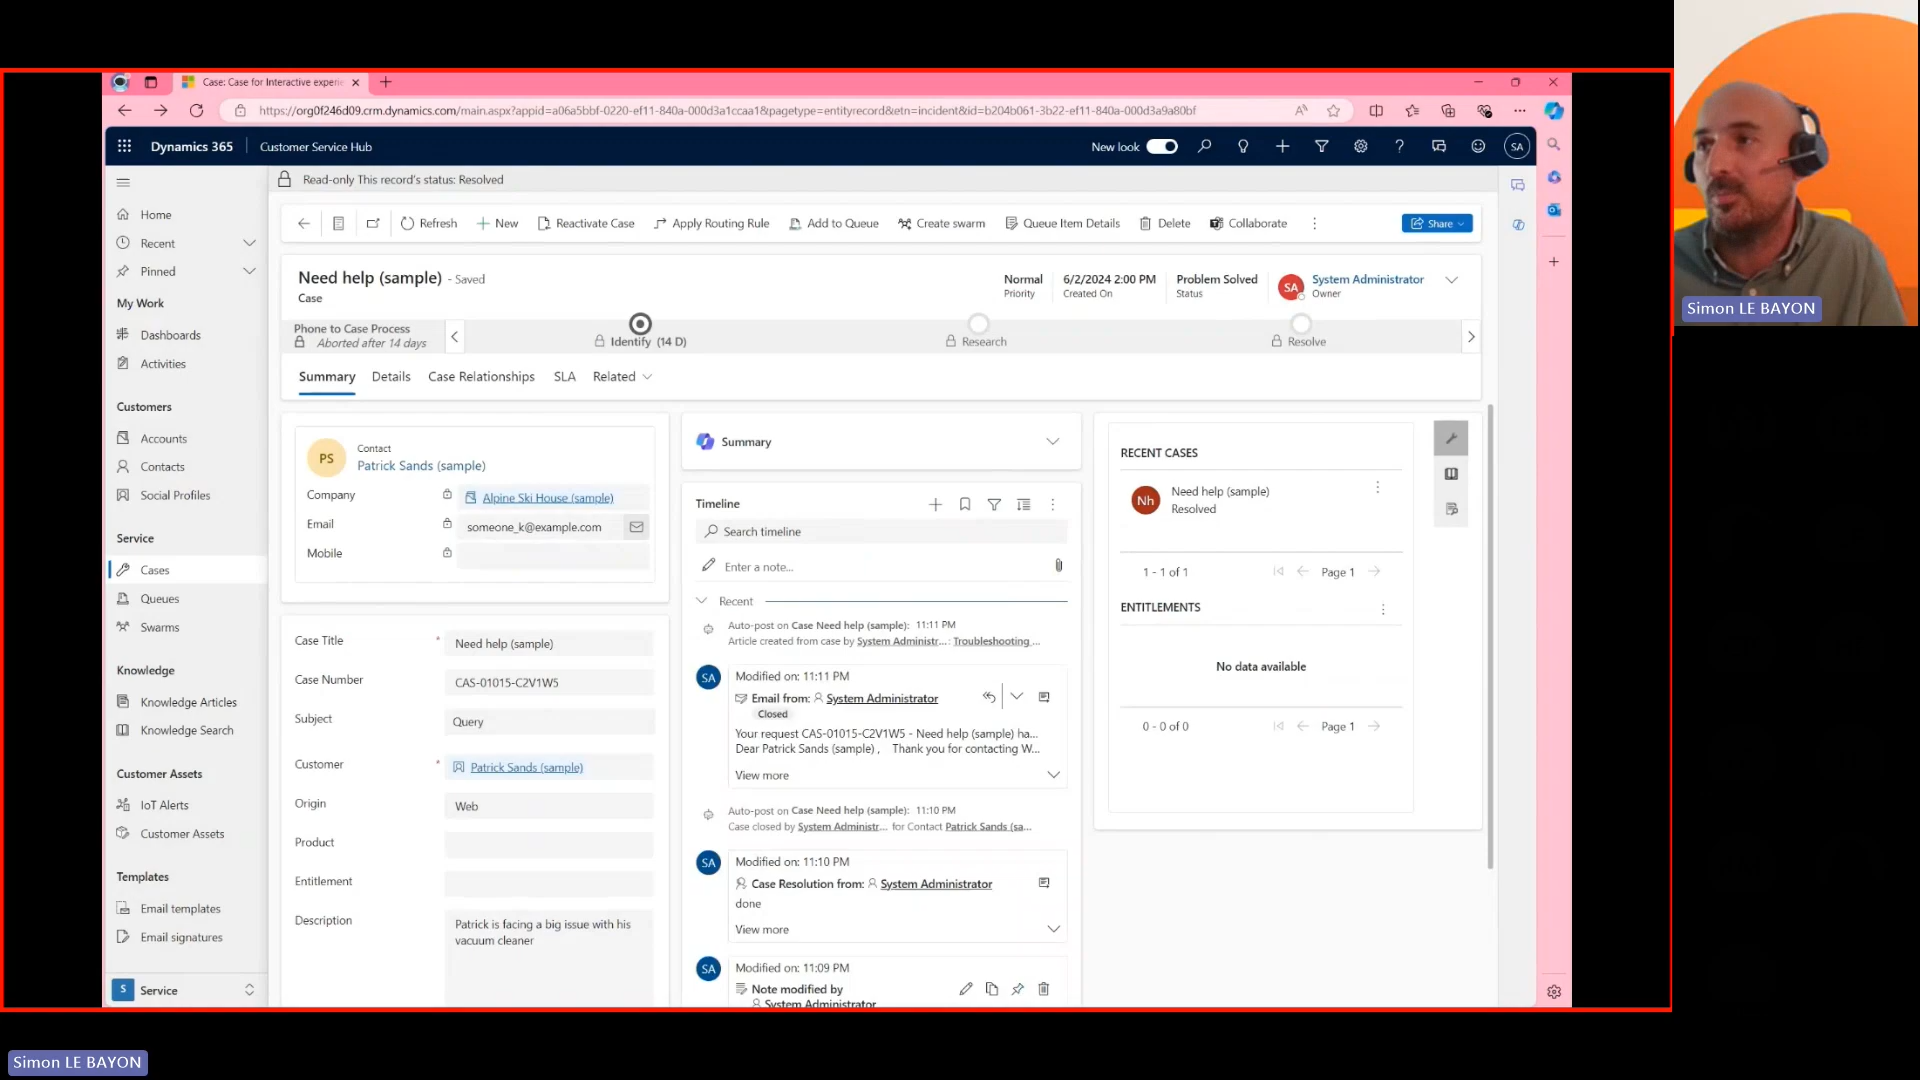 Case: Case for Interactive experie
https://org0f246d09.crm.dynamics.com/main.aspx?appid=a06a5bbf-0220-ef11-840a-000d3a1ccaa1&pagetype=entityrecord&etn=incident&id=b204b061-3b22-ef11-840a-000d3a9a80bf
Dynamics 365
Customer Service Hub
New look
SA
Read-only This record's status: Resolved
Home
Recent
Pinned
My Work
Dashboards
Activities
Customers
Accounts
Contacts
Social Profiles
Service
Cases
Queues
Swarms
Knowledge
Knowledge Articles
Knowledge Search
Customer Assets
IoT Alerts
Customer Assets
Templates
Email templates
Email signatures
S Service
Refresh
New
Reactivate Case
Apply Routing Rule
Add to Queue
Create swarm
Queue Item Details
Delete
Collaborate
Share
Need help (sample) - Saved
Case
Normal
Priority
6/2/2024 2:00 PM
Created On
Problem Solved
Status
SA
System Administrator
Owner
Phone to Case Process
Aborted after 14 days
Identify (14 D)
Research
Resolve
Summary
Details
Case Relationships
SLA
Related
PS
Contact
Patrick Sands (sample)
Company
Alpine Ski House (sample)
Email
someone_k@example.com
Mobile
Case Title * Need help (sample)
Case Number CAS-01015-C2V1W5
Subject Query
Customer * Patrick Sands (sample)
Origin Web
Product
Entitlement
Description Patrick is facing a big issue with his
vacuum cleaner
Summary
Timeline
Search timeline
Enter a note...
Recent
Auto-post on Case Need help (sample): 11:11 PM
Article created from case by System Administr...: Troubleshooting ...
SA
Modified on: 11:11 PM
Email from: System Administrator
Closed
Your request CAS-01015-C2V1W5 - Need help (sample) ha...
Dear Patrick Sands (sample) , Thank you for contacting W...
View more
Auto-post on Case Need help (sample): 11:10 PM
Case closed by System Administr... for Contact Patrick Sands (sa...
SA
Modified on: 11:10 PM
Case Resolution from: System Administrator
done
View more
SA
Modified on: 11:09 PM
Note modified by
System Administrator
RECENT CASES
Nh
Need help (sample)
Resolved
1 - 1 of 1
Page 1
ENTITLEMENTS
No data available
0 - 0 of 0
Page 1
Simon LE BAYON
Simon LE BAYON